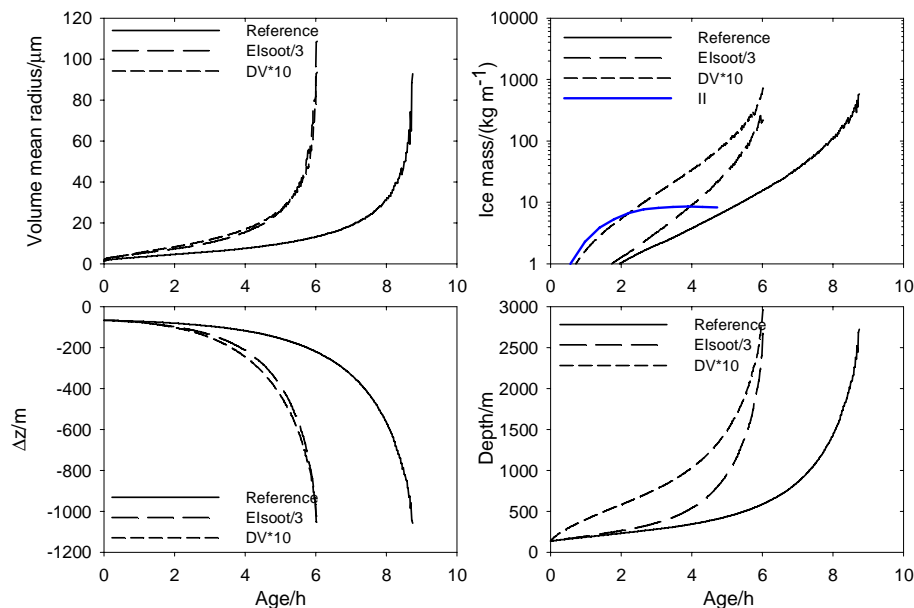 Volume mean radius/μm
120
100
80
60
40
20
0
0 2 4 6 8 10
Reference
EIsoot/3
DV*10
Ice mass/(kg m⁻¹)
10000
1000
100
10
1
0 2 4 6 8 10
Reference
EIsoot/3
DV*10
II
Δz/m
0
-200
-400
-600
-800
-1000
-1200
0 2 4 6 8 10
Age/h
Reference
EIsoot/3
DV*10
Depth/m
3000
2500
2000
1500
1000
500
0
0 2 4 6 8 10
Age/h
Reference
EIsoot/3
DV*10